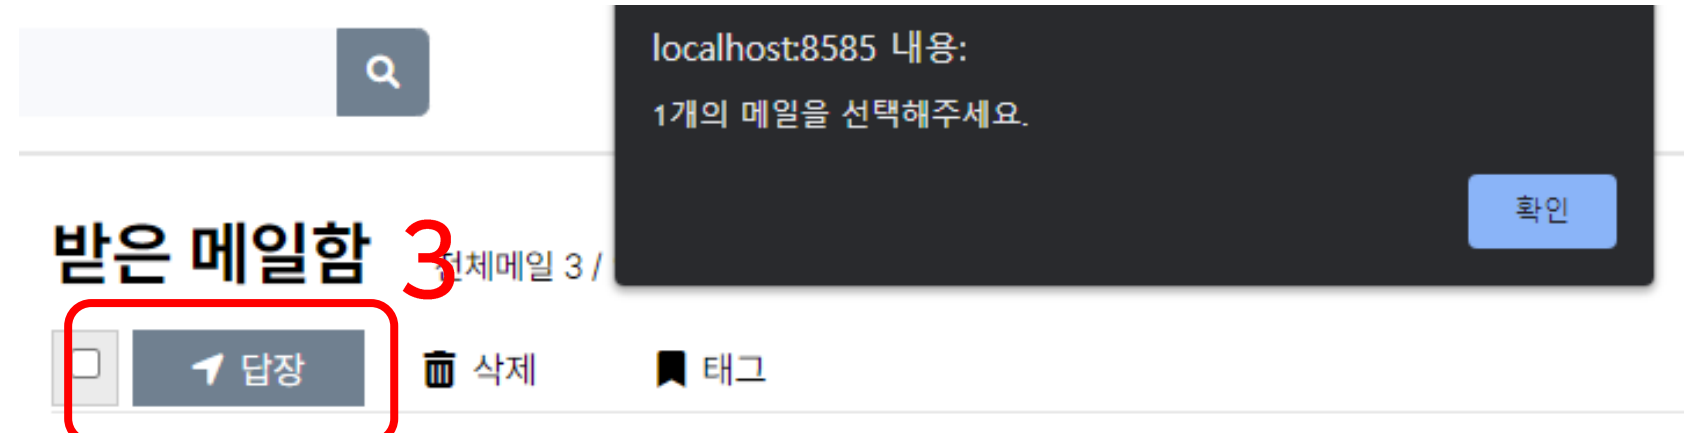 localhost:8585 내용:
1개의 메일을 선택해주세요.
확인
받은 메일함 3 전체메일 3 /
답장 삭제 태그